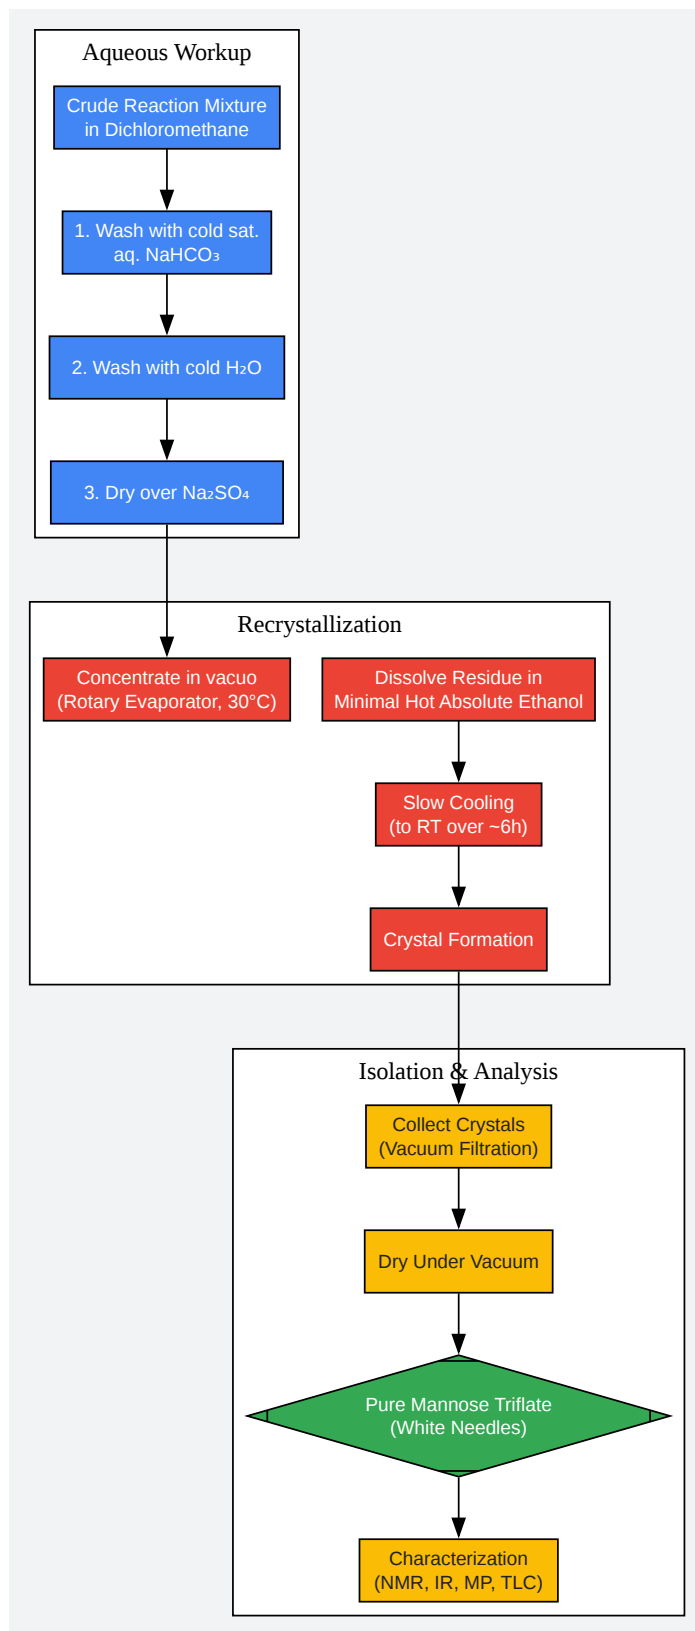 Aqueous Workup
Crude Reaction Mixture
in Dichloromethane
1. Wash with cold sat.
aq. NaHCO₃
2. Wash with cold H₂O
3. Dry over Na₂SO₄
Recrystallization
Concentrate in vacuo
(Rotary Evaporator, 30°C)
Dissolve Residue in
Minimal Hot Absolute Ethanol
Slow Cooling
(to RT over ~6h)
Crystal Formation
Isolation & Analysis
Collect Crystals
(Vacuum Filtration)
Dry Under Vacuum
Pure Mannose Triflate
(White Needles)
Characterization
(NMR, IR, MP, TLC)